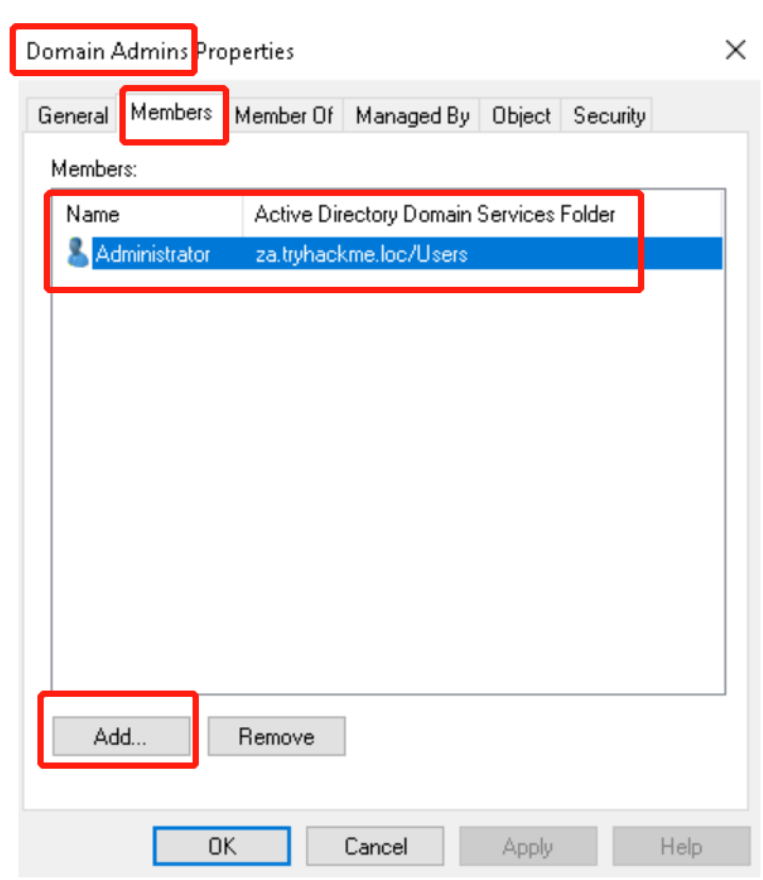 Domain Admins Properties
General Members Member Of Managed By Object Security
Members:
Name Active Directory Domain Services Folder
Administrator za.tryhackme.loc/Users
Add... Remove
OK Cancel Apply Help